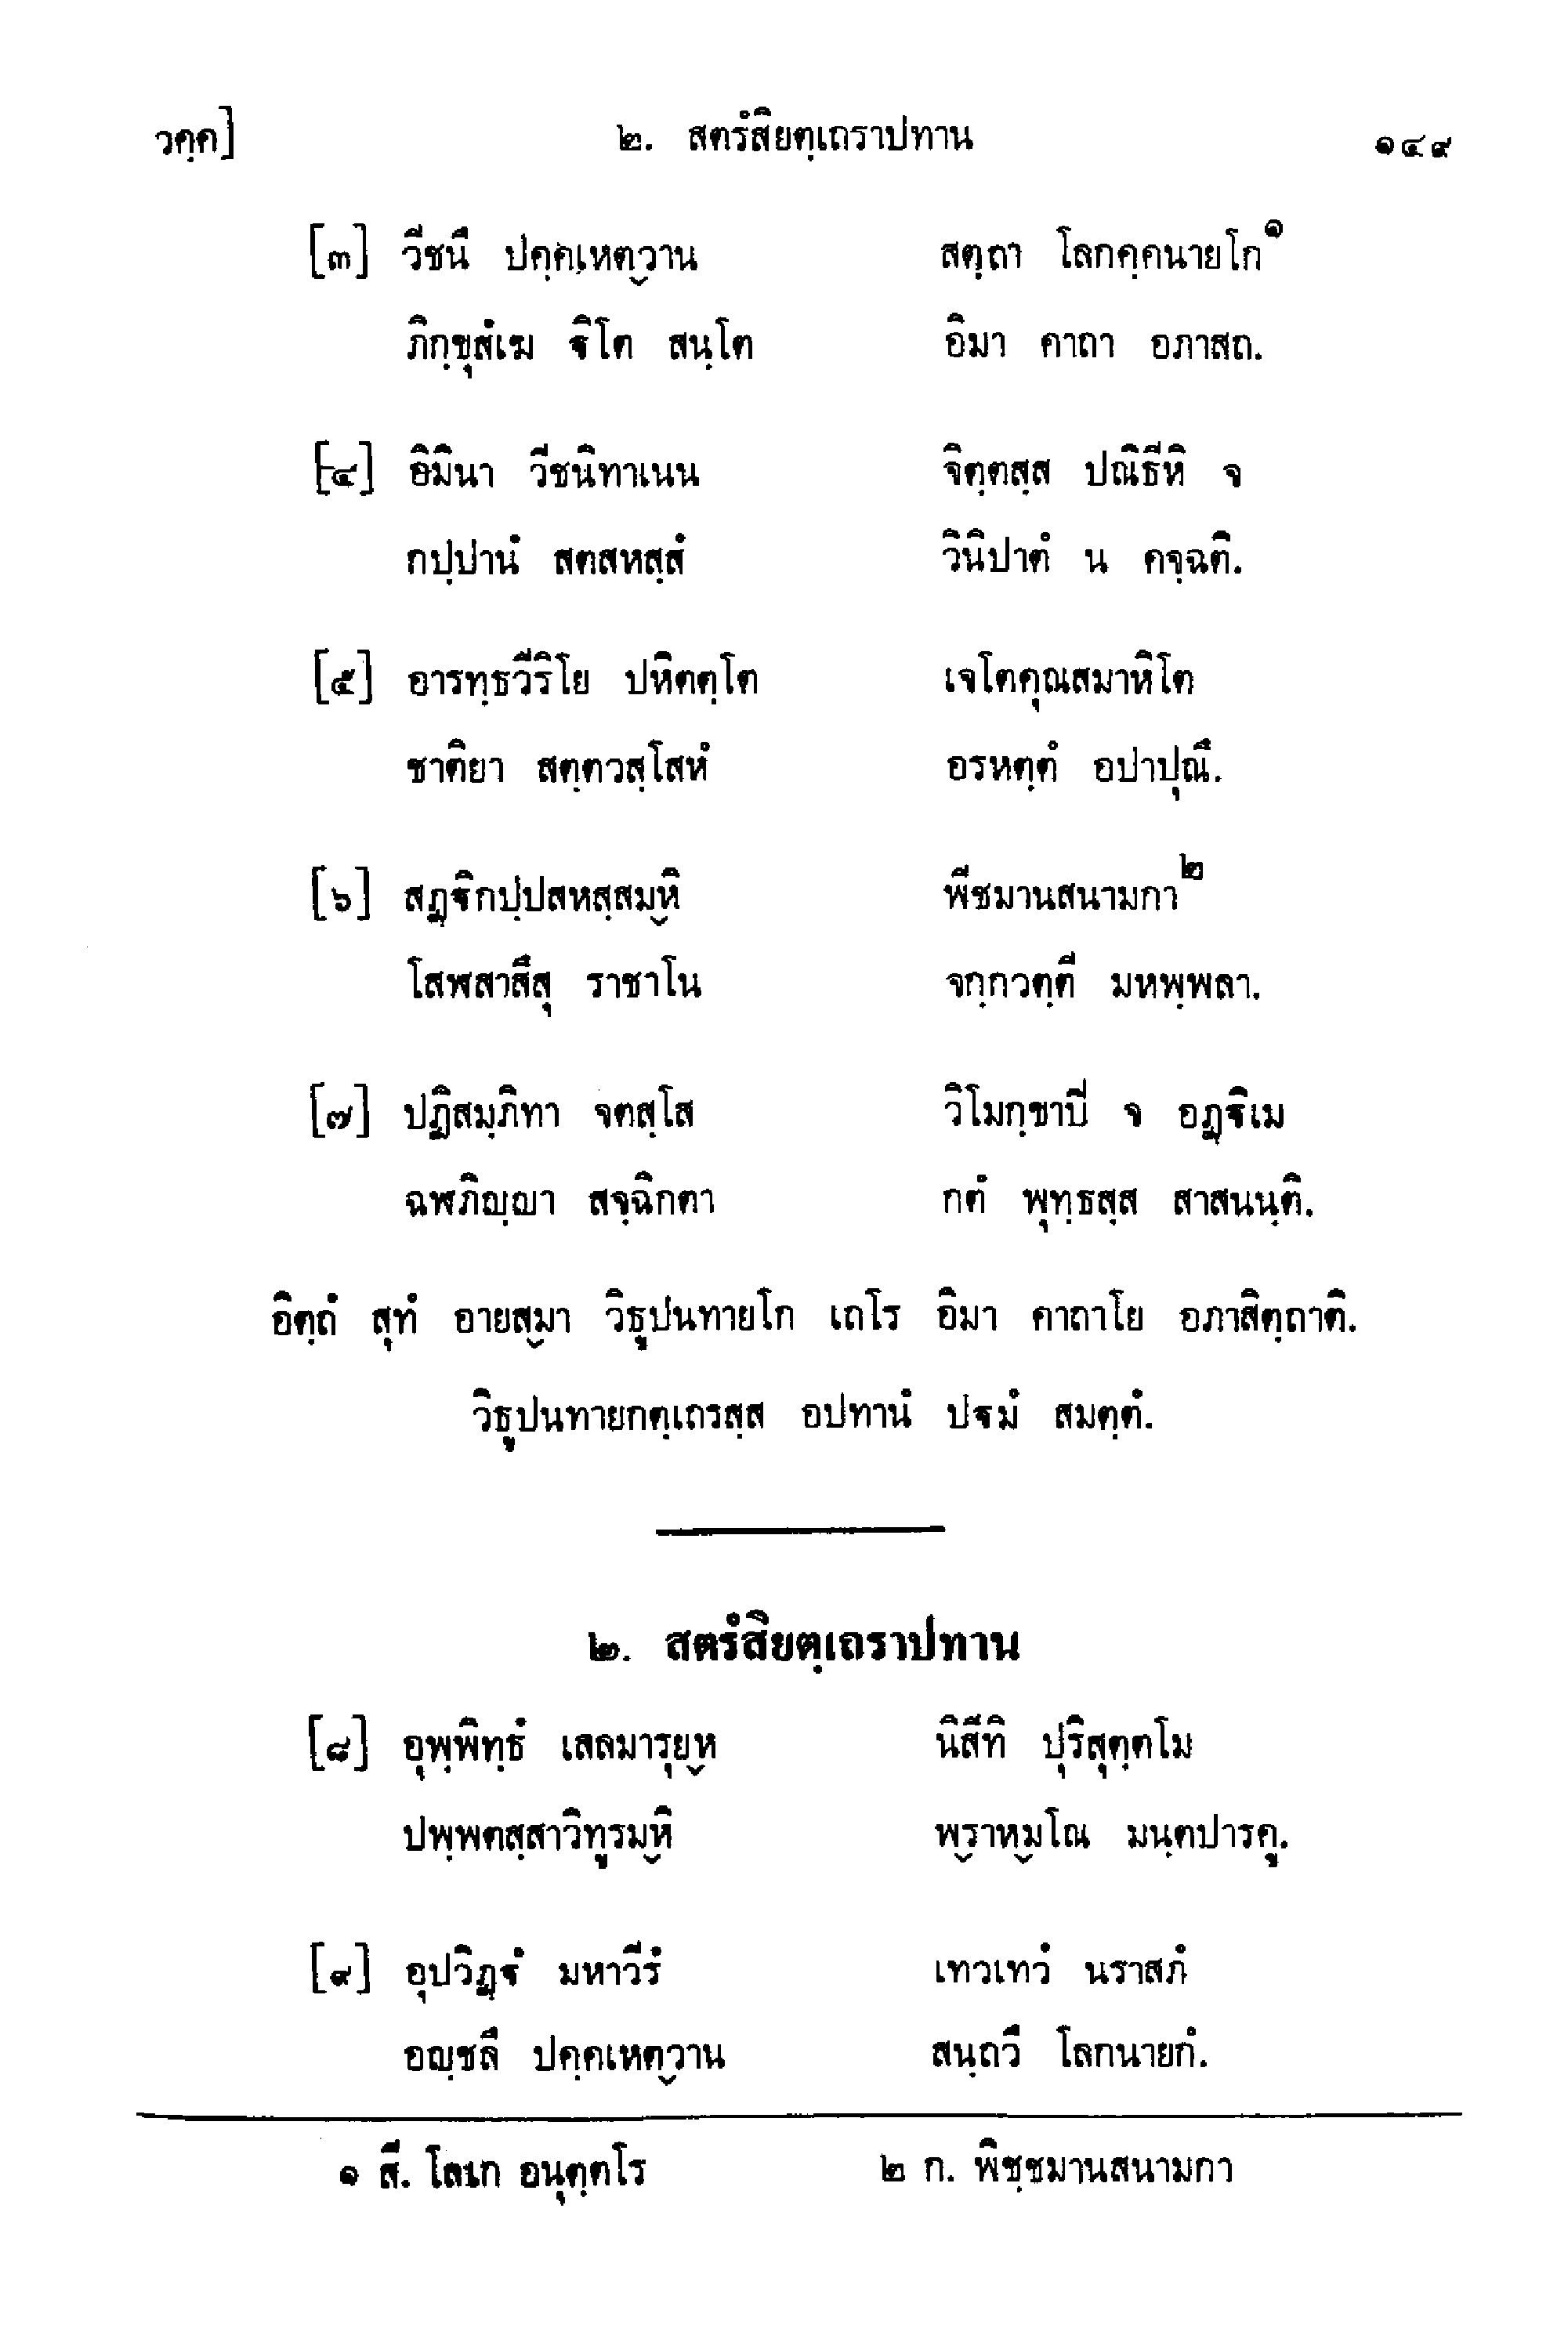 วคฺค] ๒. สตรํสิยตฺเถราปทาน ๑๔๙
[๓] วีชนึ ปคฺคเหตฺวาน สตฺถา โลกคฺคนายโก๑
ภิกฺขุสํเฆ ฐิโต สนฺโต อิมา คาถา อภาสถ.
[๔] อิมินา วีชนิทาเนน จิตฺตสฺส ปณิธีหิ จ
กปฺปานํ สตสหสฺสํ วินิปาตํ น คจฺฉติ.
[๕] อารทฺธวีริโย ปหิตตฺโต เจโตคุณสมาหิโต
ชาติยา สตฺตวสฺโสหํ อรหตฺตํ อปาปุณึ.
[๖] สฏฺฐิกปฺปสหสฺสมฺหิ พีชมานสนามกา๒
โสฬสาสึสุ ราชาโน จกฺกวตฺตี มหพฺพลา.
[๗] ปฏิสมฺภิทา จตสฺโส วิโมกฺขาปิ จ อฏฺฐิเม
ฉฬภิญฺญา สจฺฉิกตา กตํ พุทฺธสฺส สาสนนฺติ.
อิตฺถํ สุทํ อายสฺมา วิธูปนทายโก เถโร อิมา คาถาโย อภาสิตฺถาติ.
วิธูปนทายกตฺเถรสฺส อปทานํ ปฐมํ สมตฺตํ.
๒. สตรํสิยตฺเถราปทาน
[๘] อุพฺพิทฺธํ เสลมารุยฺห นิสีทิ ปุริสุตฺตโม
ปพฺพตสฺสาวิทูรมฺหิ พฺราหฺมโณ มนฺตปารคู.
[๙] อุปวิฏฺฐํ มหาวีรํ เทวเทวํ นราสภํ
อญฺชลึ ปคฺคเหตฺวาน สนฺถวึ โลกนายกํ.
๑ สี. โลเก อนุตฺตโร ๒ ก. พิชฺชมานสนามกา